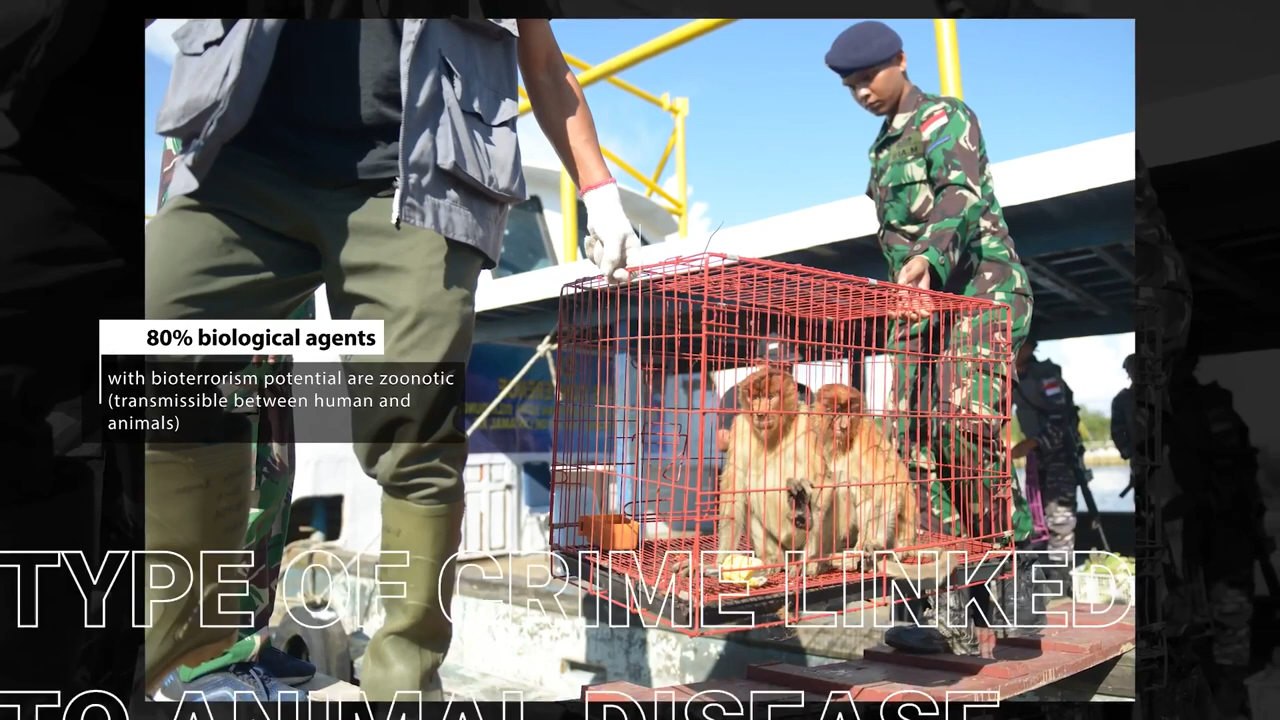 80% biological agents
with bioterrorism potential are zoonotic
(transmissible between human and
animals)
TYPE OF CRIME LINKED
TO ANIMAL DISEASE